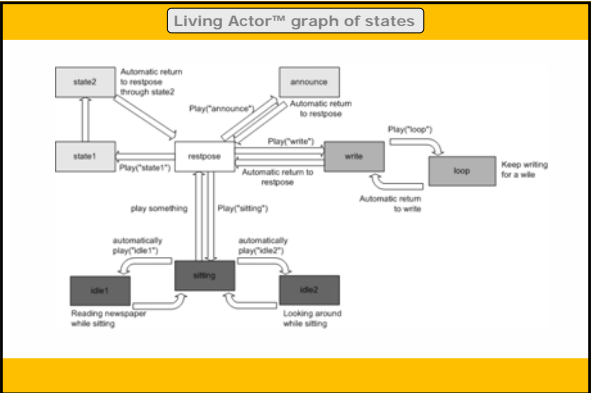 Living Actor™ graph of states
state2
Automatic return
to restpose
through state2
announce
Play("announce")
Automatic return
to restpose
state1
Play("state1")
restpose
Play("write")
Automatic return to
restpose
write
Play("loop")
loop
Keep writing
for a wile
Automatic return
to write
play something
Play("sitting")
automatically
play("idle1")
sitting
automatically
play("idle2")
idle1
Reading newspaper
while sitting
idle2
Looking around
while sitting